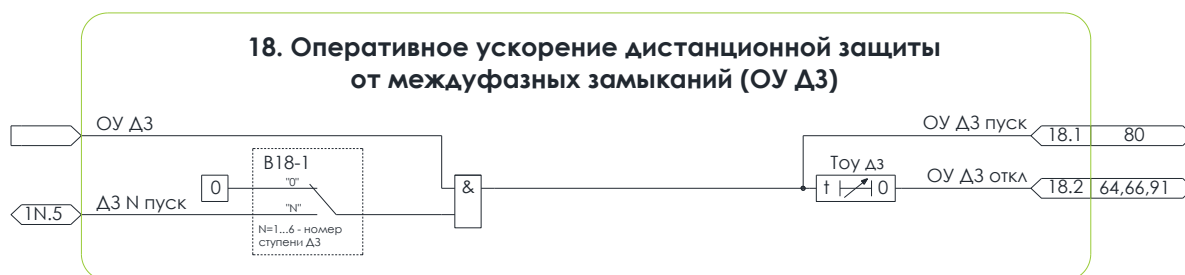 18. Оперативное ускорение дистанционной защиты
от междуфазных замыканий (ОУ ДЗ)
ОУ ДЗ
ОУ ДЗ пуск
18.1
80
В18-1
"0"
0
&
Tоу дз
t
0
ОУ ДЗ откл
18.2
64,66,91
1N.5
ДЗ N пуск
"N"
N=1...6 - номер
ступени ДЗ